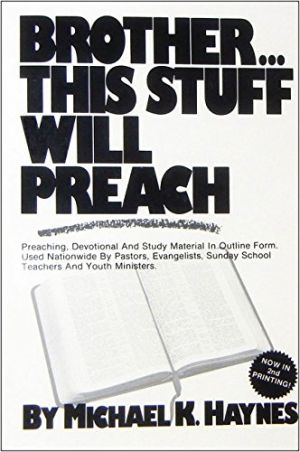 BROTHER...
THIS STUFF
WILL
PREACH
Preaching, Devotional And Study Material In Outline Form.
Used Nationwide By Pastors, Evangelists, Sunday School
Teachers And Youth Ministers.
NOW IN
2nd
PRINTING!
BY MICHAEL K. HAYNES